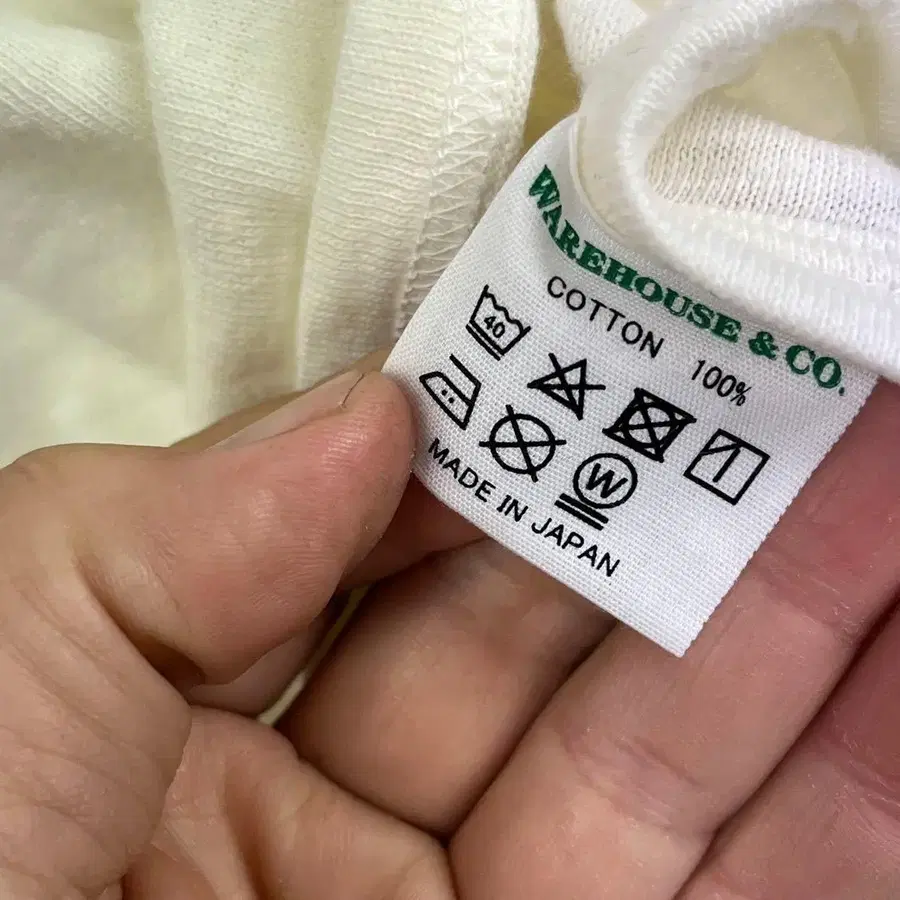 WAREHOUSE & CO.
COTTON 100%
40
W
MADE IN JAPAN